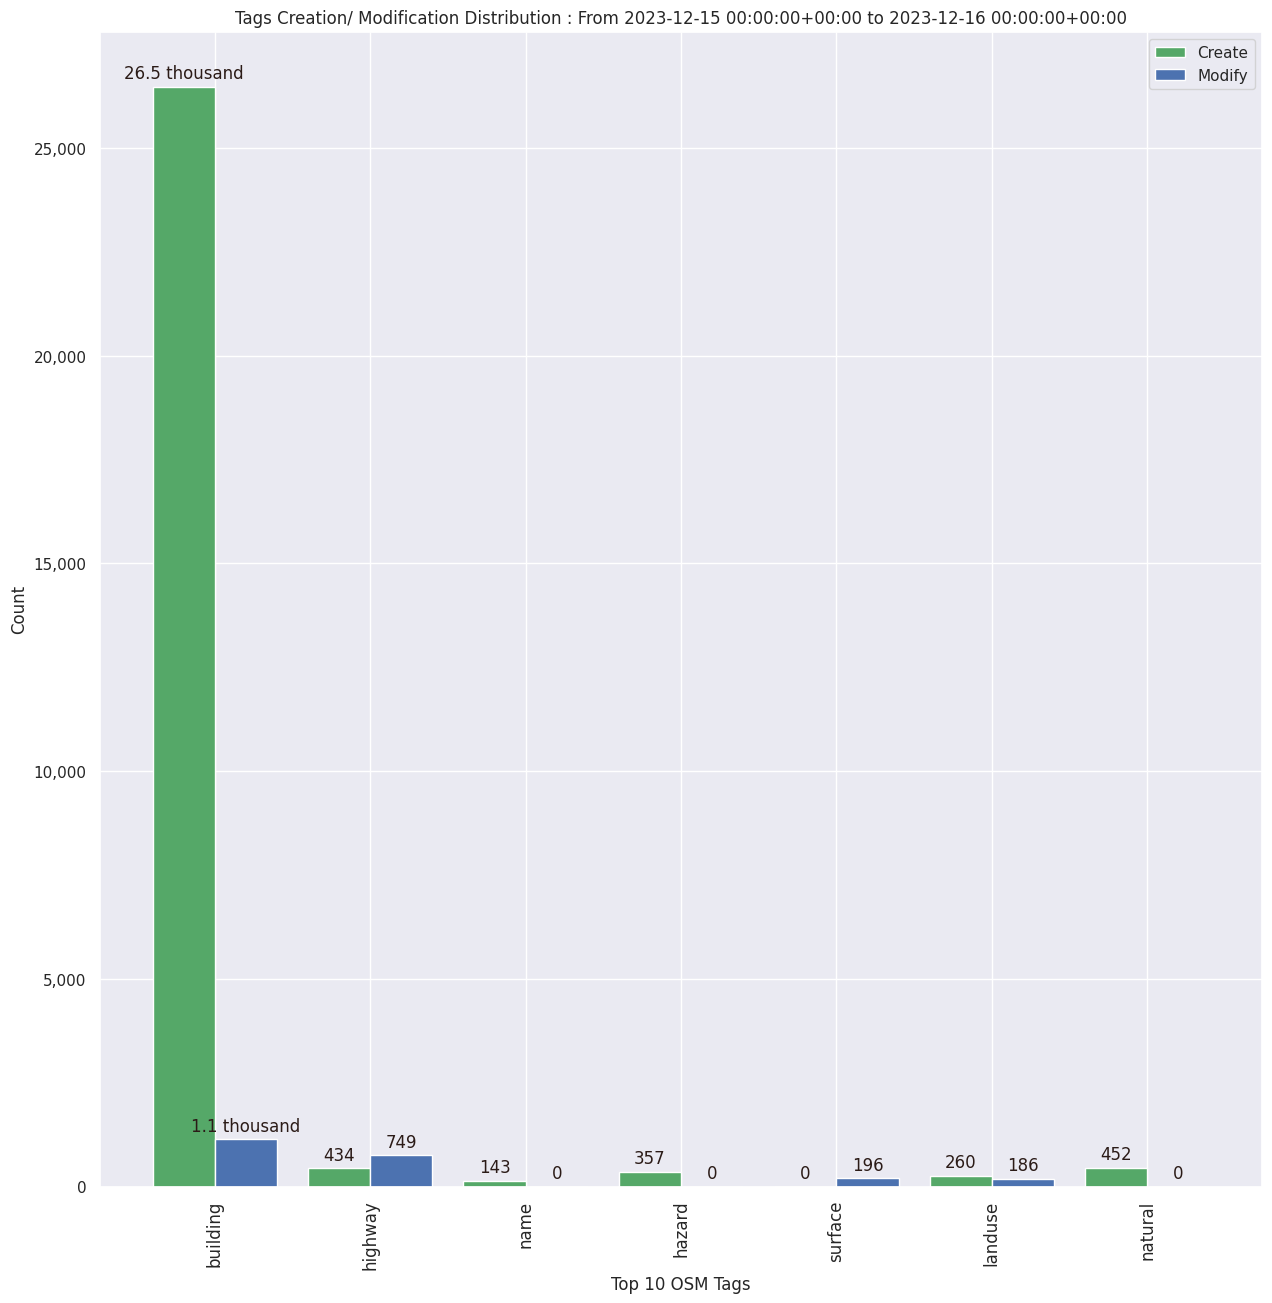 Tags Creation/ Modification Distribution : From 2023-12-15 00:00:00+00:00 to 2023-12-16 00:00:00+00:00
Create
Modify
26.5 thousand
1.1 thousand
434
749
143
0
357
0
0
196
260
186
452
0
25,000
20,000
15,000
10,000
5,000
0
Count
building
highway
name
hazard
surface
landuse
natural
Top 10 OSM Tags